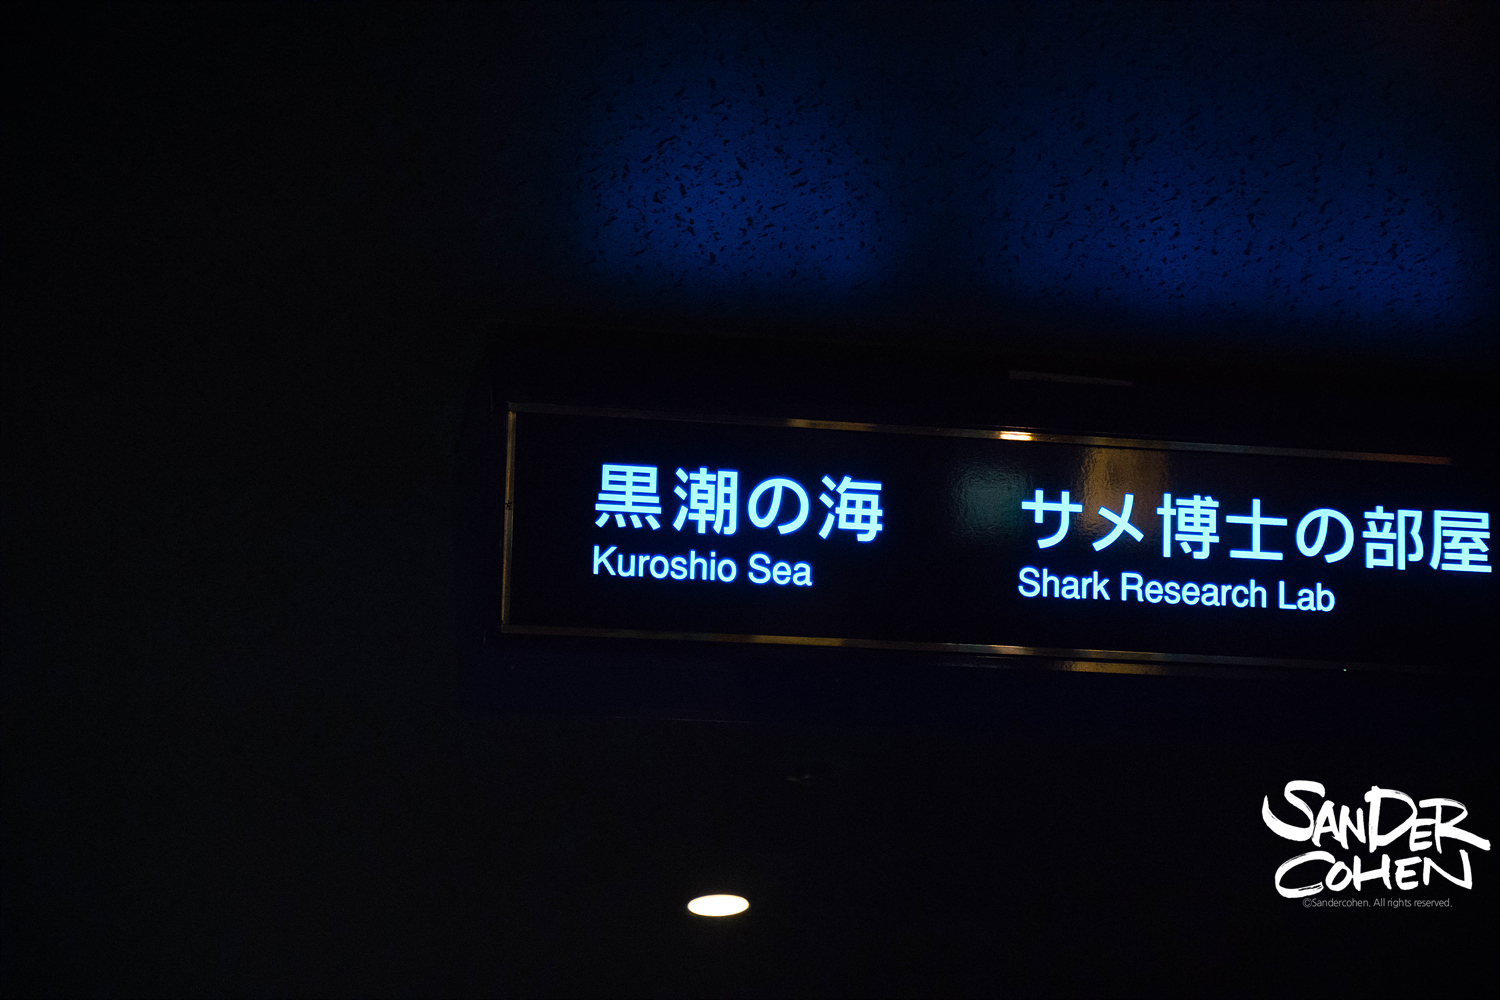 黒潮の海
Kuroshio Sea
サメ博士の部屋
Shark Research Lab
SANDER
COHEN
©Sandercohen. All rights reserved.